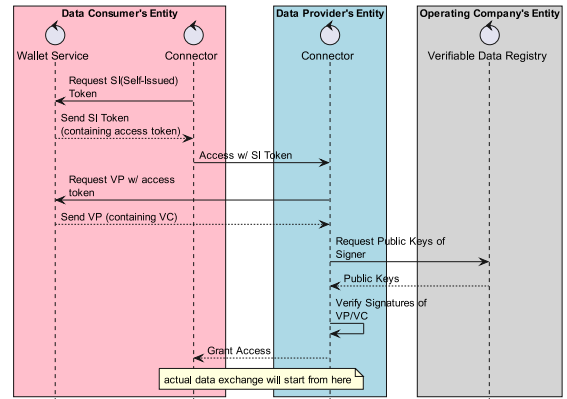 Data Consumer's Entity
Data Provider's Entity
Operating Company's Entity
Wallet Service
Connector
Connector
Verifiable Data Registry
Request SI(Self-Issued)
Token
Send SI Token
(containing access token)
Access w/ SI Token
Request VP w/ access
token
Send VP (containing VC)
Request Public Keys of
Signer
Public Keys
Verify Signatures of
VP/VC
Grant Access
actual data exchange will start from here